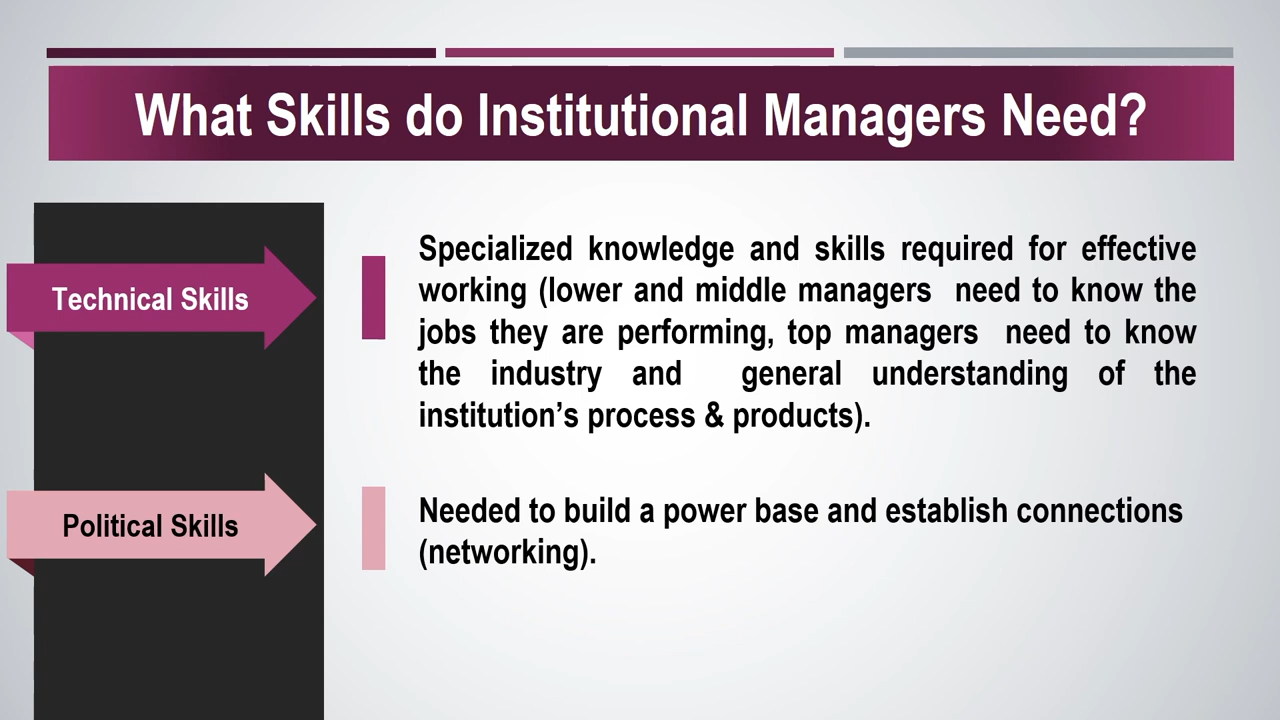 What Skills do Institutional Managers Need?
Technical Skills
Specialized knowledge and skills required for effective
working (lower and middle managers need to know the
jobs they are performing, top managers need to know
the industry and general understanding of the
institution’s process & products).
Political Skills
Needed to build a power base and establish connections
(networking).